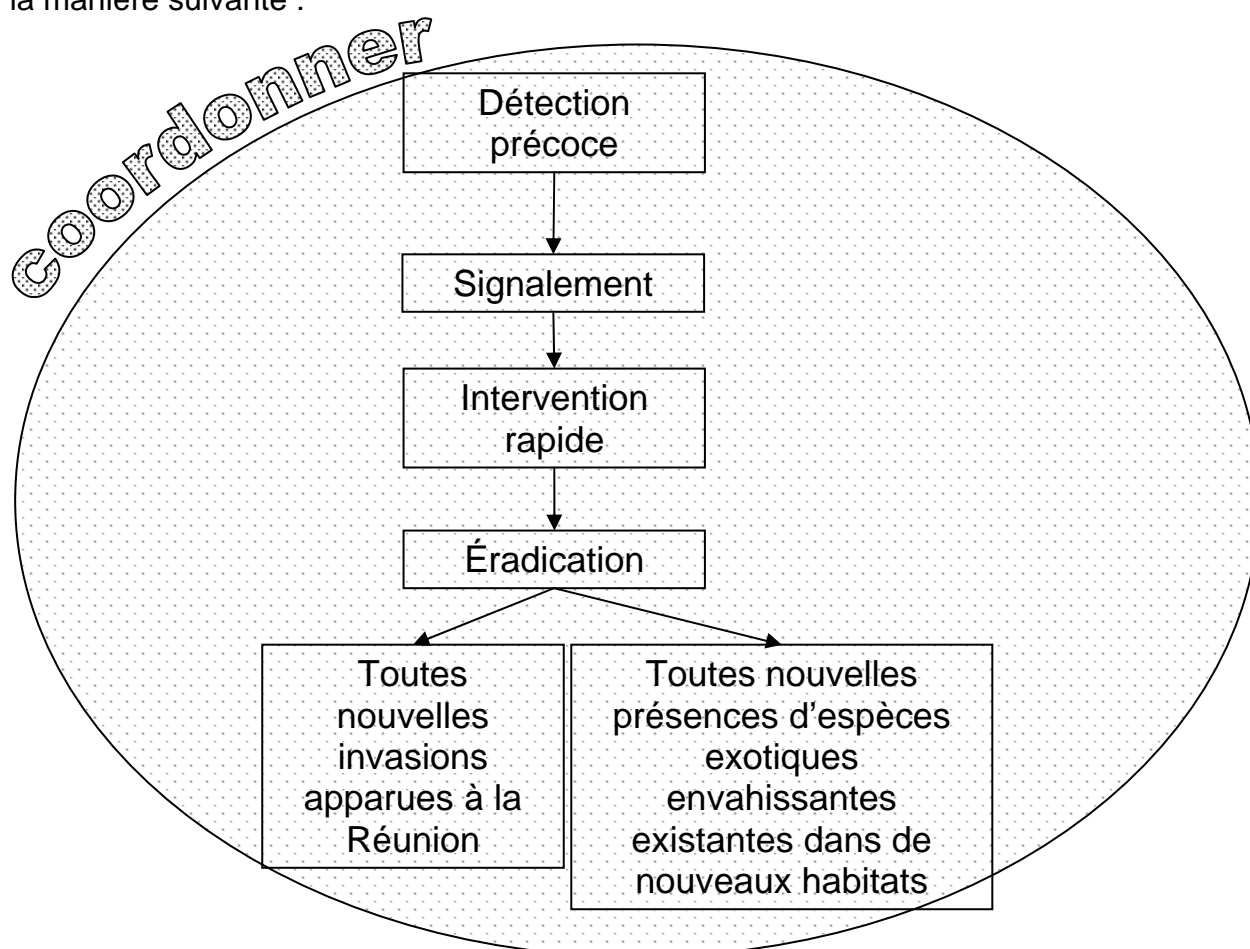 la manière suivante :
coordonner
Détection
précoce
Signalement
Intervention
rapide
Éradication
Toutes
nouvelles
invasions
apparues à la
Réunion
Toutes nouvelles
présences d'espèces
exotiques
envahissantes
existantes dans de
nouveaux habitats